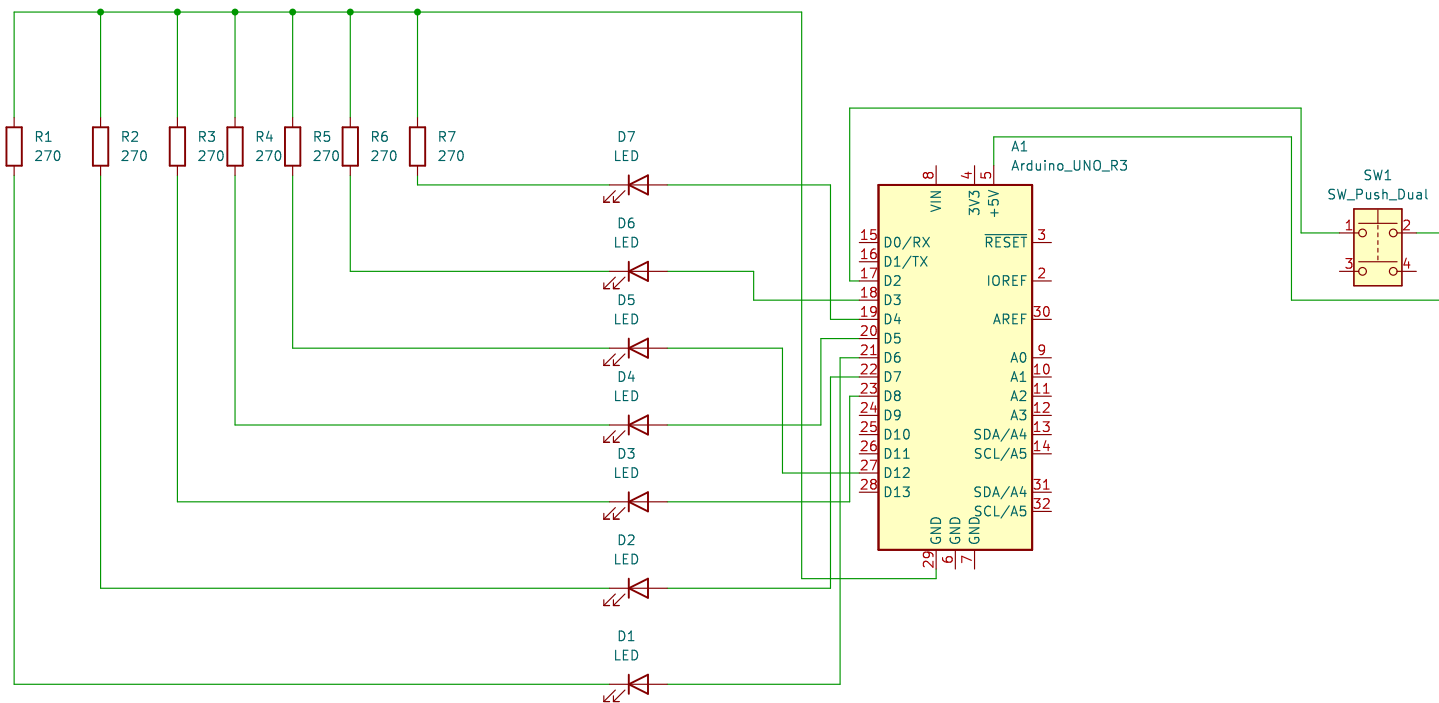 R1
270
R2
270
R3
270
R4
270
R5
270
R6
270
R7
270
D7
LED
D6
LED
D5
LED
D4
LED
D3
LED
D2
LED
D1
LED
A1
Arduino_UNO_R3
8
4
5
VIN
3V3
+5V
15 D0/RX
16 D1/TX
17 D2
18 D3
19 D4
20 D5
21 D6
22 D7
23 D8
24 D9
25 D10
26 D11
27 D12
28 D13
RESET 3
IOREF 2
AREF 30
A0 9
A1 10
A2 11
A3 12
SDA/A4 13
SCL/A5 14
SDA/A4 31
SCL/A5 32
GND
GND
GND
29
6
7
SW1
SW_Push_Dual
1 2
3 4